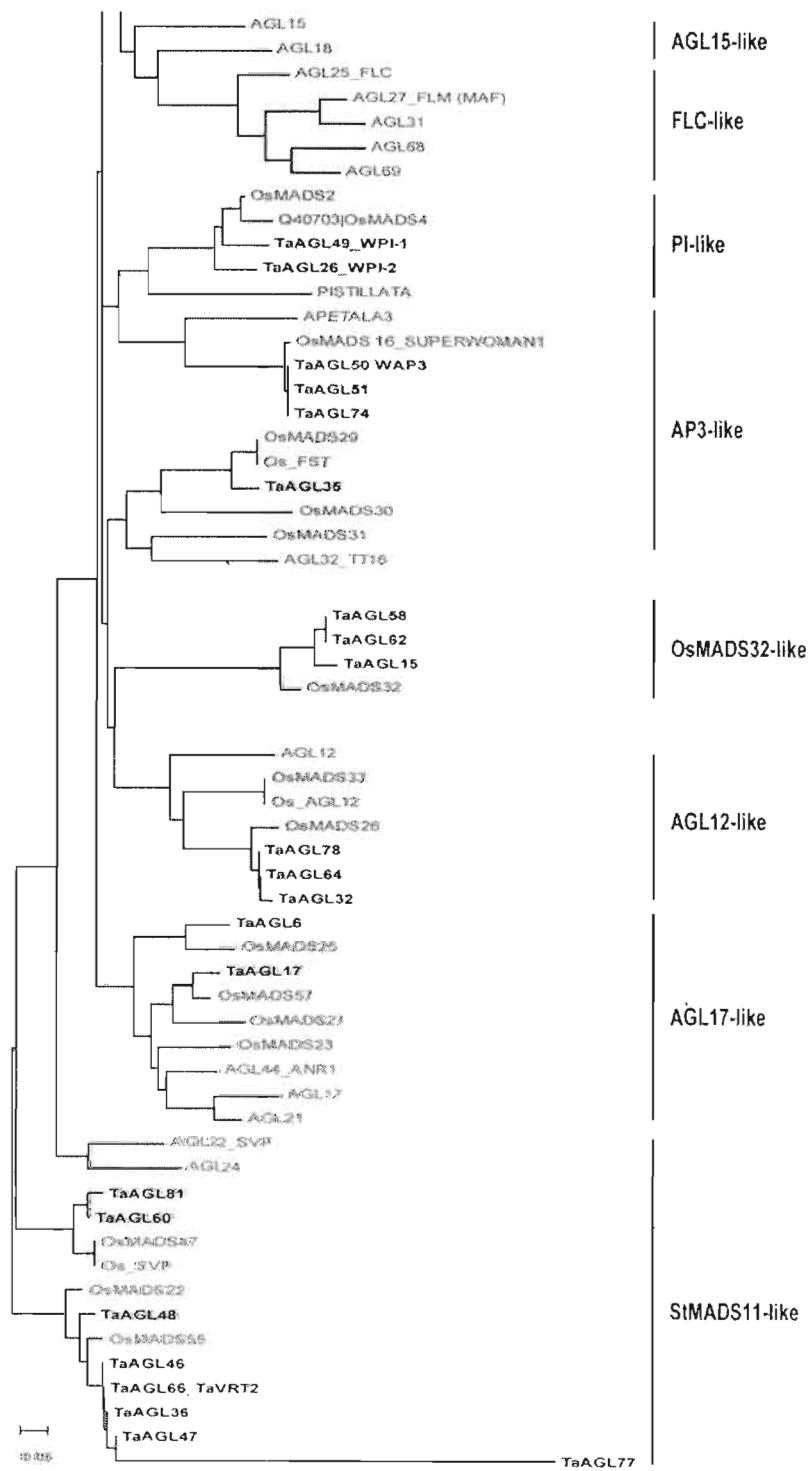 AGL15
AGL15-like
AGL18
AGL25_FLC
AGL27_FLM (MAF)
AGL31
FLC-like
AGL68
AGL69
OsMADS2
Q40703|OsMADS4
TaAGL49_WPI-1
PI-like
TaAGL26_WPI-2
PISTILLATA
APETALA3
OsMADS 16_SUPERWOMAN1
TaAGL50 WAP3
TaAGL51
TaAGL74
AP3-like
OsMADS29
Os_FST
TaAGL35
OsMADS30
OsMADS31
AGL32_TT16
TaAGL58
TaAGL62
OsMADS32-like
TaAGL15
OsMADS32
AGL12
OsMADS33
Os_AGL12
OsMADS26
AGL12-like
TaAGL78
TaAGL64
TaAGL32
TaAGL6
OsMADS25
TaAGL17
OsMADS57
AGL17-like
OsMADS27
OsMADS23
AGL44_ANR1
AGL17
AGL21
AGL22_SVP
AGL24
TaAGL81
TaAGL60
OsMADS47
Os_SVP
OsMADS22
TaAGL48
StMADS11-like
OsMADS55
TaAGL46
TaAGL66_TaVRT2
TaAGL36
TaAGL47
0.05
TaAGL77